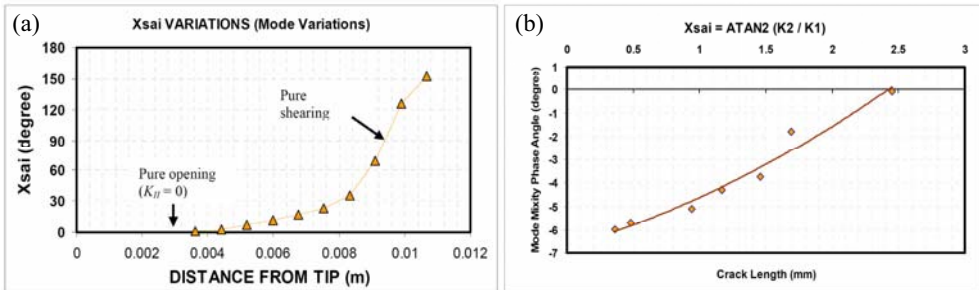 (a)
Xsai VARIATIONS (Mode Variations)
Xsai (degree)
180
150
120
90
60
30
0
Pure
shearing
Pure opening
(K_II = 0)
0 0.002 0.004 0.006 0.008 0.01 0.012
DISTANCE FROM TIP (m)
(b)
Xsai = ATAN2 (K2 / K1)
0 0.5 1 1.5 2 2.5 3
Mode Mixity Phase Angle (degree)
1
0
-1
-2
-3
-4
-5
-6
-7
Crack Length (mm)